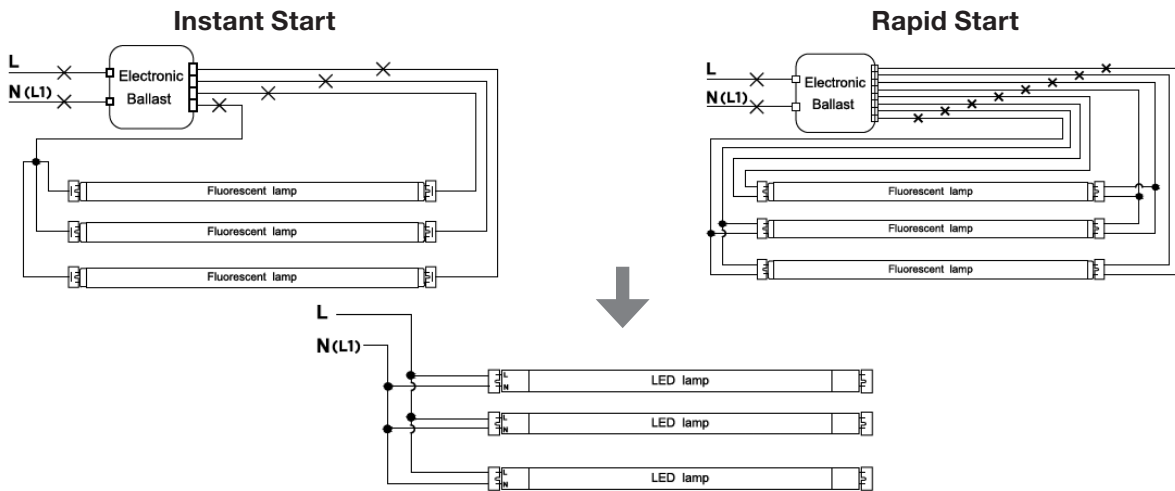 Instant Start
L
N (L1)
Electronic
Ballast
Fluorescent lamp
Fluorescent lamp
Fluorescent lamp
Rapid Start
L
N (L1)
Electronic
Ballast
Fluorescent lamp
Fluorescent lamp
Fluorescent lamp
L
N (L1)
L
N
LED lamp
L
N
LED lamp
L
N
LED lamp